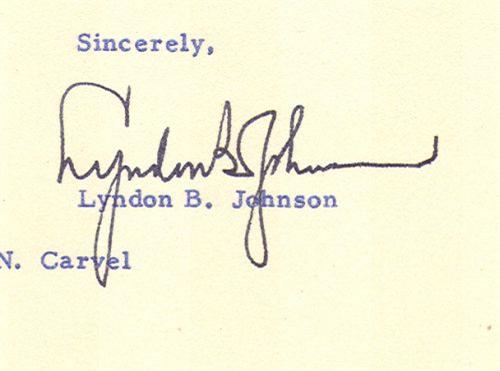 Sincerely,
Lyndon B. Johnson
Lyndon B. Johnson
N. Carvel